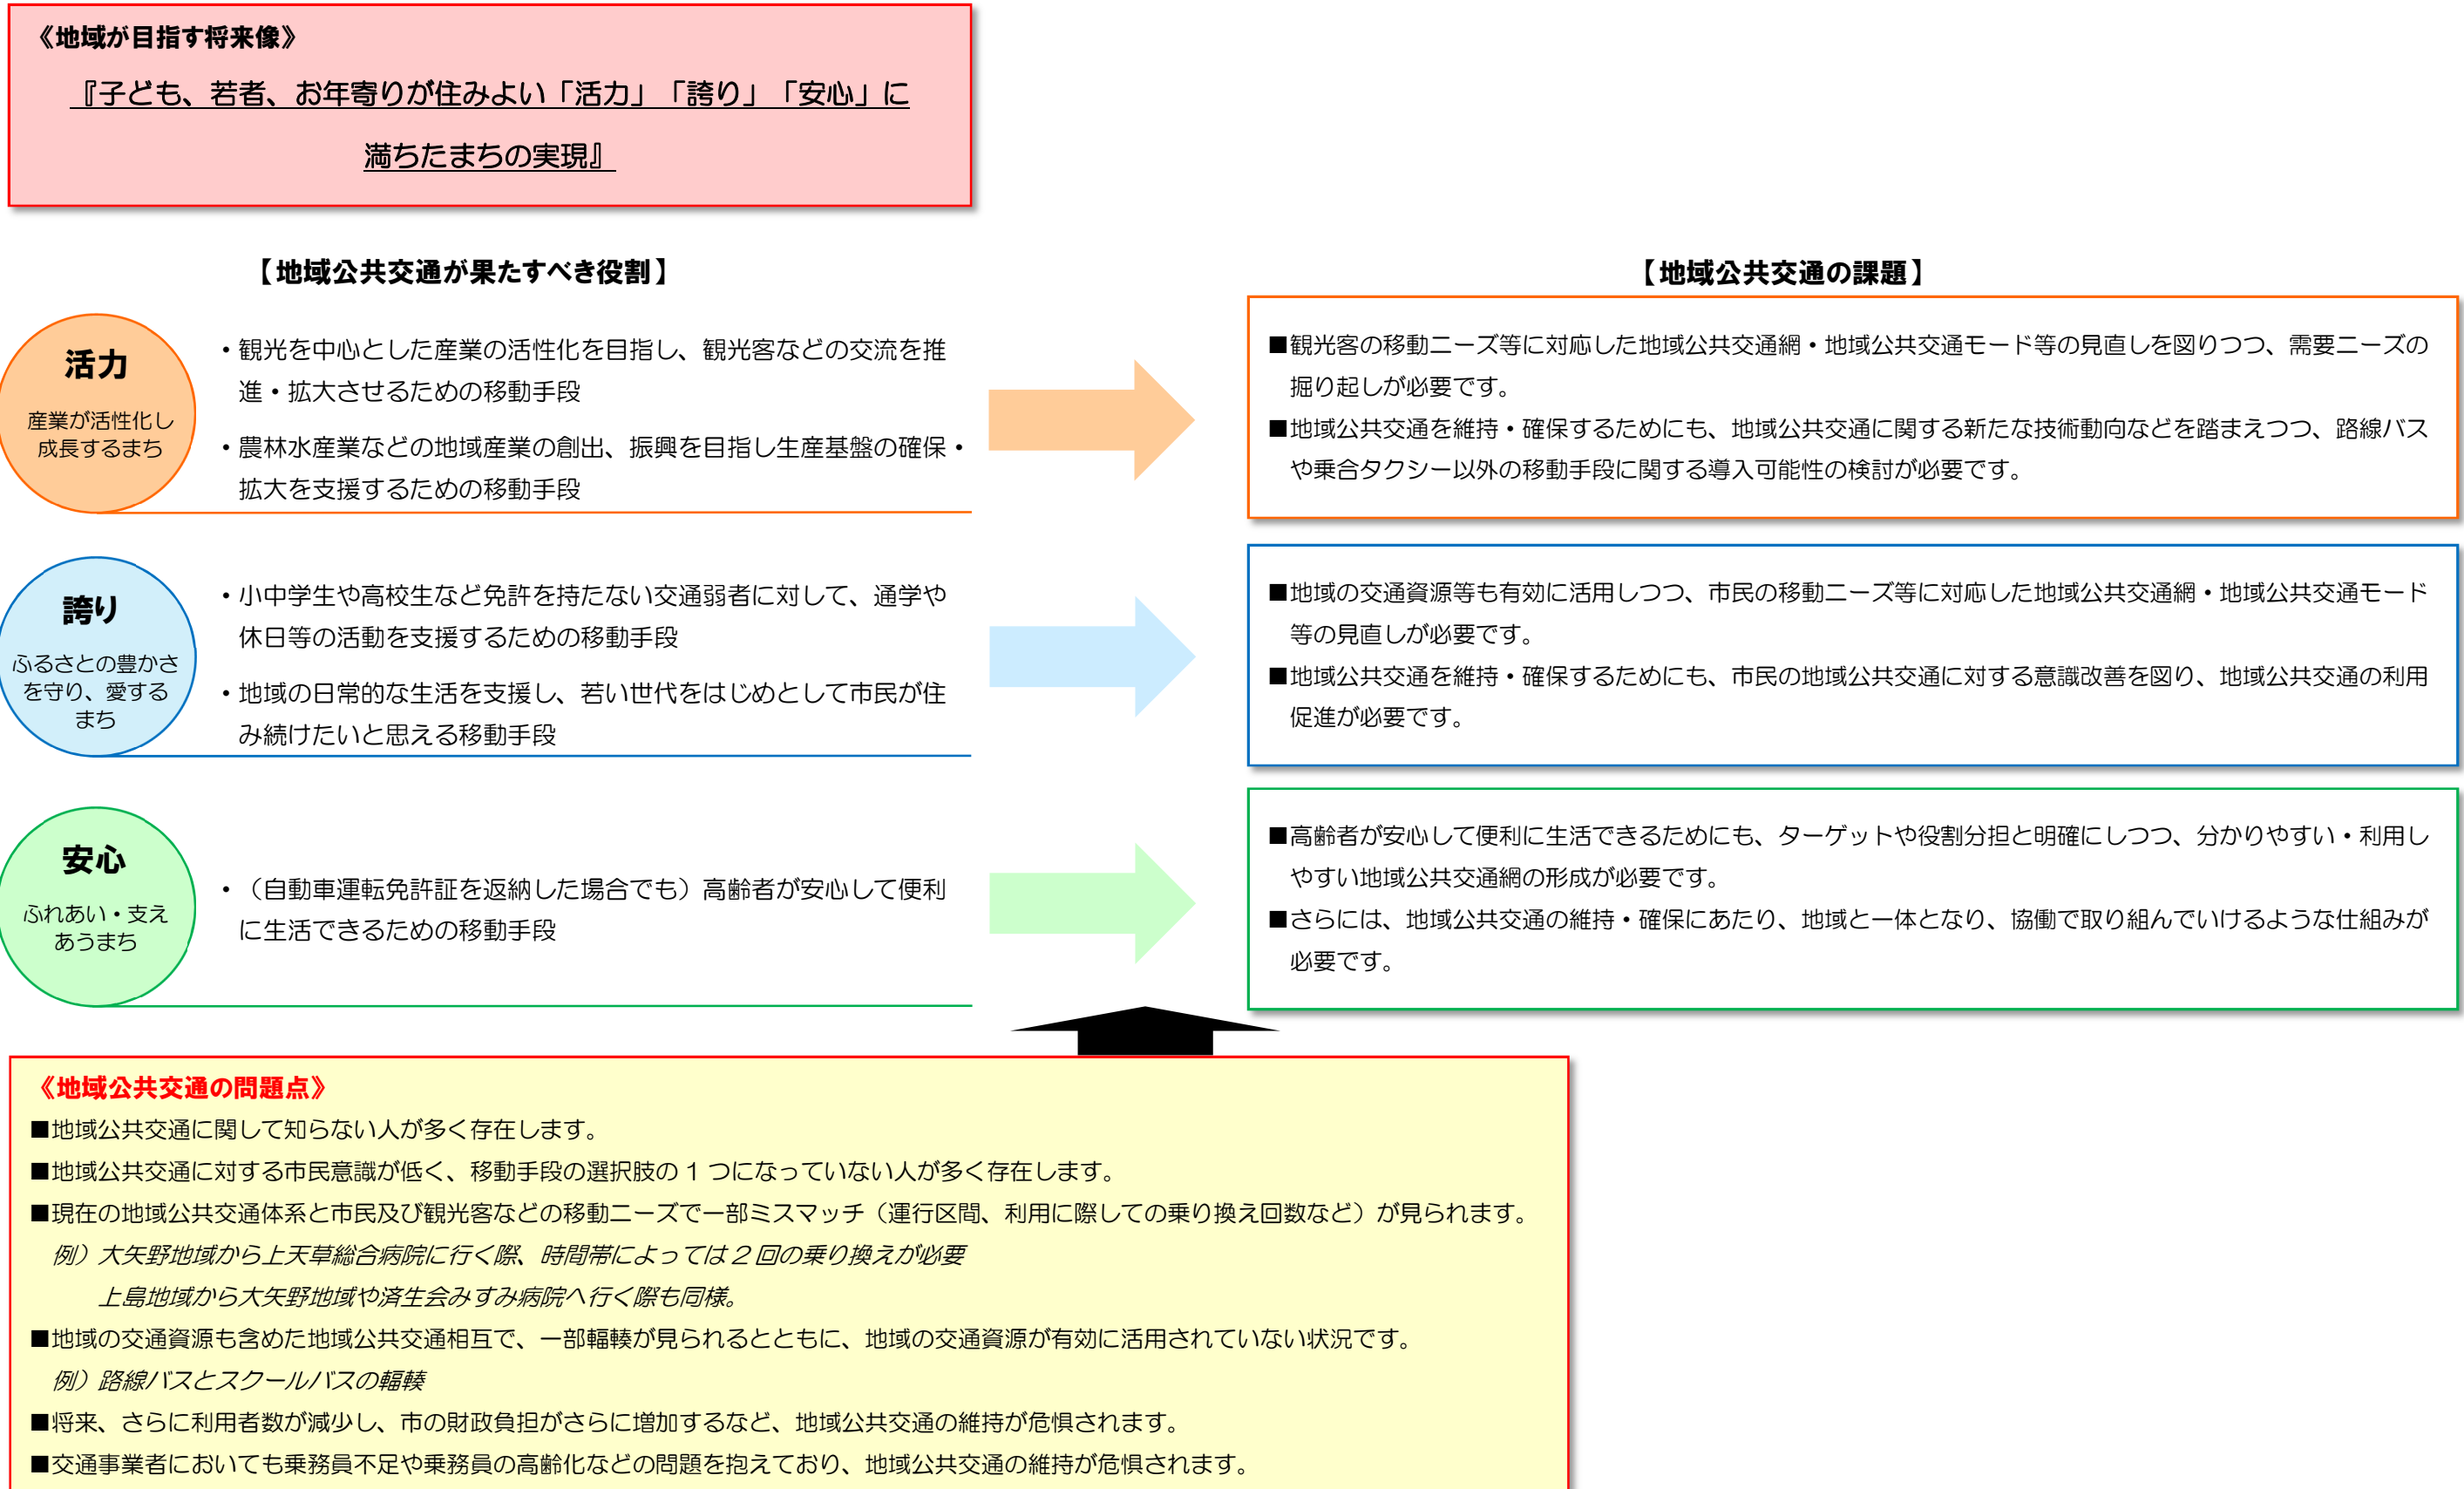 《地域が目指す将来像》
『子ども、若者、お年寄りが住みよい「活力」「誇り」「安心」に
満ちたまちの実現』
【地域公共交通が果たすべき役割】
活力
産業が活性化し
成長するまち
・観光を中心とした産業の活性化を目指し、観光客などの交流を推
進・拡大させるための移動手段
・農林水産業などの地域産業の創出、振興を目指し生産基盤の確保・
拡大を支援するための移動手段
誇り
ふるさとの豊かさ
を守り、愛する
まち
・小中学生や高校生など免許を持たない交通弱者に対して、通学や
休日等の活動を支援するための移動手段
・地域の日常的な生活を支援し、若い世代をはじめとして市民が住
み続けたいと思える移動手段
安心
ふれあい・支え
あうまち
・（自動車運転免許証を返納した場合でも）高齢者が安心して便利
に生活できるための移動手段
【地域公共交通の課題】
■観光客の移動ニーズ等に対応した地域公共交通網・地域公共交通モード等の見直しを図りつつ、需要ニーズの
掘り起しが必要です。
■地域公共交通を維持・確保するためにも、地域公共交通に関する新たな技術動向などを踏まえつつ、路線バス
や乗合タクシー以外の移動手段に関する導入可能性の検討が必要です。
■地域の交通資源等も有効に活用しつつ、市民の移動ニーズ等に対応した地域公共交通網・地域公共交通モード
等の見直しが必要です。
■地域公共交通を維持・確保するためにも、市民の地域公共交通に対する意識改善を図り、地域公共交通の利用
促進が必要です。
■高齢者が安心して便利に生活できるためにも、ターゲットや役割分担と明確にしつつ、分かりやすい・利用し
やすい地域公共交通網の形成が必要です。
■さらには、地域公共交通の維持・確保にあたり、地域と一体となり、協働で取り組んでいけるような仕組みが
必要です。
《地域公共交通の問題点》
■地域公共交通に関して知らない人が多く存在します。
■地域公共交通に対する市民意識が低く、移動手段の選択肢の１つになっていない人が多く存在します。
■現在の地域公共交通体系と市民及び観光客などの移動ニーズで一部ミスマッチ（運行区間、利用に際しての乗り換え回数など）が見られます。
例）大矢野地域から上天草総合病院に行く際、時間帯によっては２回の乗り換えが必要
上島地域から大矢野地域や済生会みすみ病院へ行く際も同様。
■地域の交通資源も含めた地域公共交通相互で、一部輻輳が見られるとともに、地域の交通資源が有効に活用されていない状況です。
例）路線バスとスクールバスの輻輳
■将来、さらに利用者数が減少し、市の財政負担がさらに増加するなど、地域公共交通の維持が危惧されます。
■交通事業者においても乗務員不足や乗務員の高齢化などの問題を抱えており、地域公共交通の維持が危惧されます。